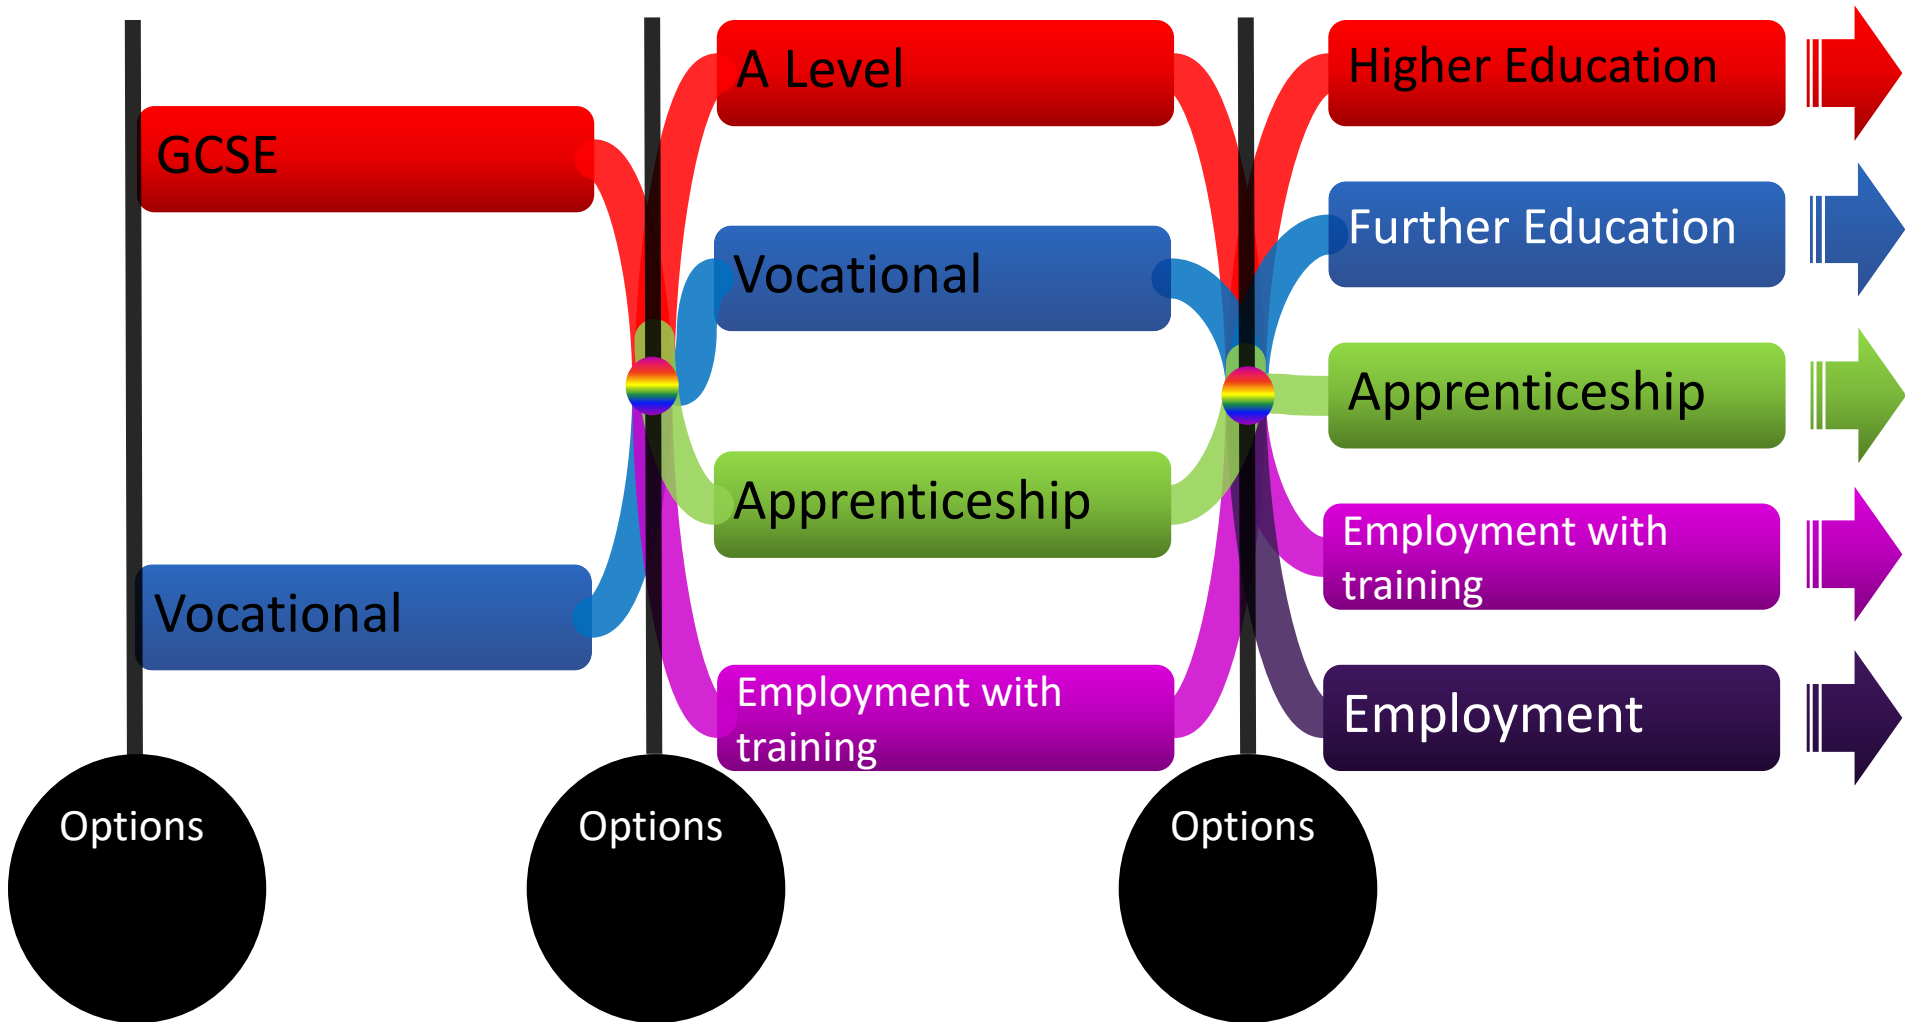 GCSE
Vocational
A Level
Vocational
Apprenticeship
Employment with
training
Higher Education
Further Education
Apprenticeship
Employment with
training
Employment
Options
Options
Options